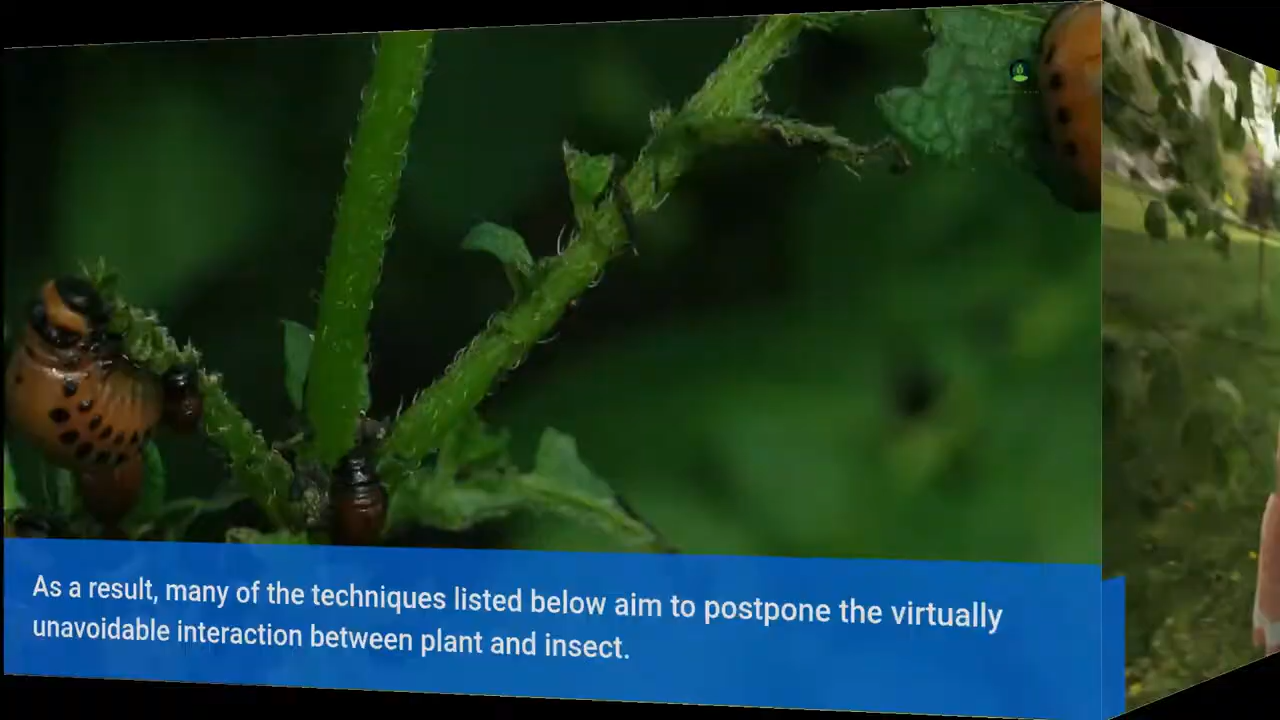 As a result, many of the techniques listed below aim to postpone the virtually
unavoidable interaction between plant and insect.